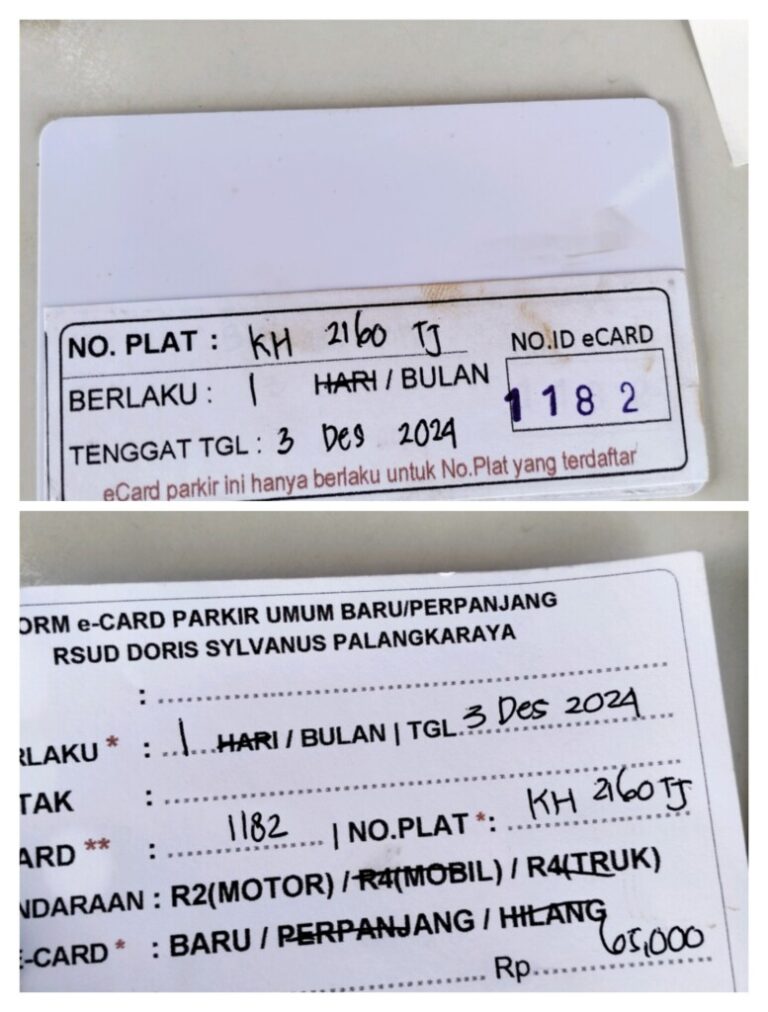 NO. PLAT : KH 2160 TJ
NO.ID eCARD
BERLAKU : 1 HARI / BULAN
1182
TENGGAT TGL : 3 Des 2024
eCard parkir ini hanya berlaku untuk No.Plat yang terdaftar
ORM e-CARD PARKIR UMUM BARU/PERPANJANG
RSUD DORIS SYLVANUS PALANGKARAYA
:
RLAKU * : 1 HARI / BULAN | TGL. 3 Des 2024
TAK :
ARD ** : 1182 | NO.PLAT *: KH 2160 TJ
NDARAAN : R2(MOTOR) / R4(MOBIL) / R4(TRUK)
E-CARD * : BARU / PERPANJANG / HILANG
Rp. 65,000